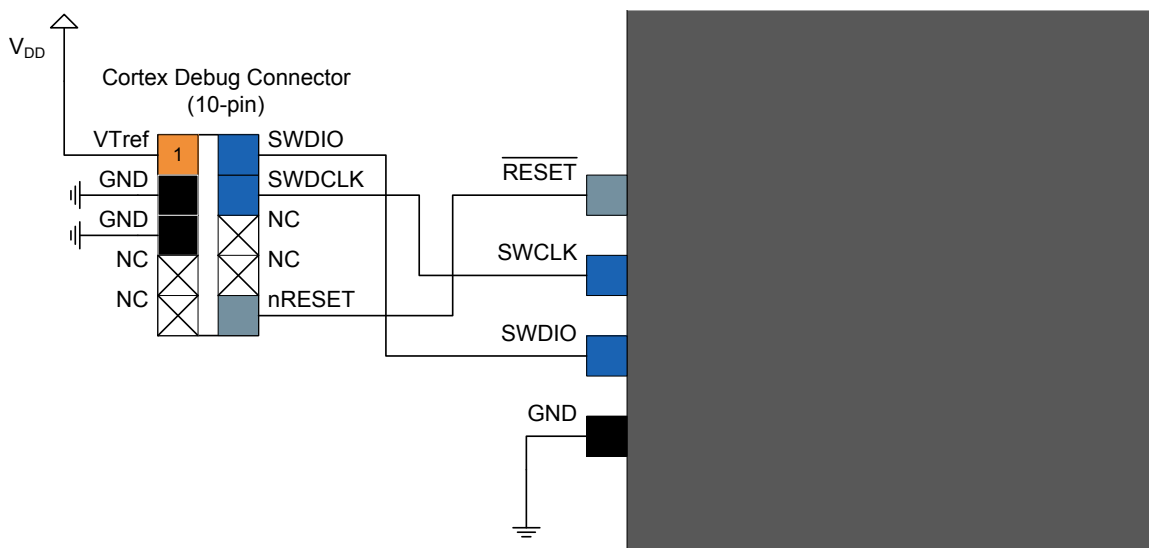 VDD
Cortex Debug Connector
(10-pin)
VTref
1
SWDIO
GND
SWDCLK
GND
NC
NC
NC
NC
nRESET
RESET
SWCLK
SWDIO
GND